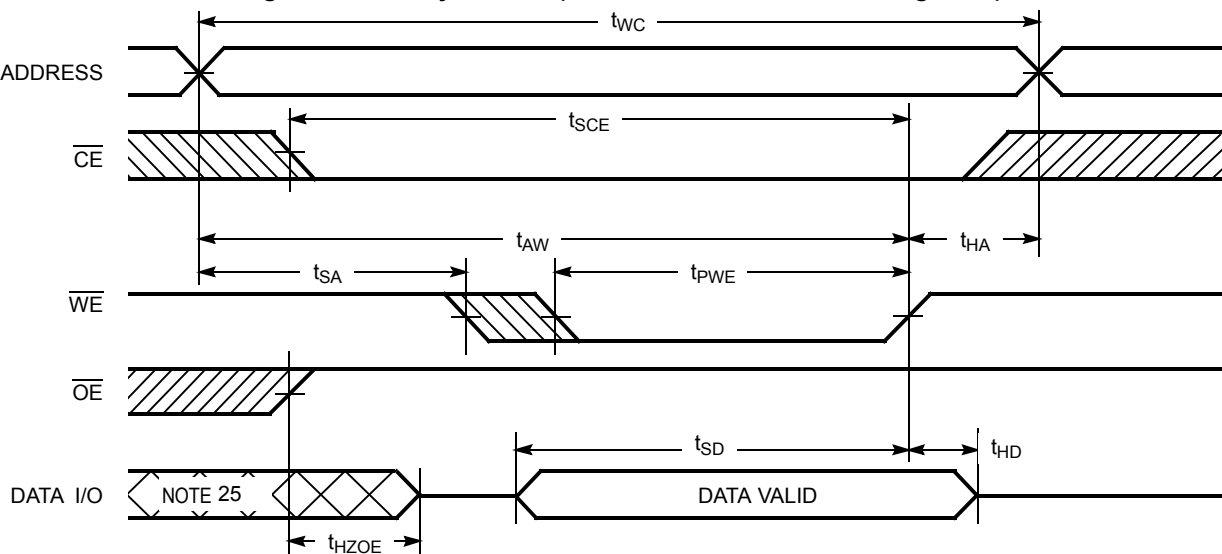 tWC
ADDRESS
tSCE
CE
tAW
tHA
tSA
tPWE
WE
OE
tSD
tHD
DATA I/O
NOTE 25
DATA VALID
tHZOE